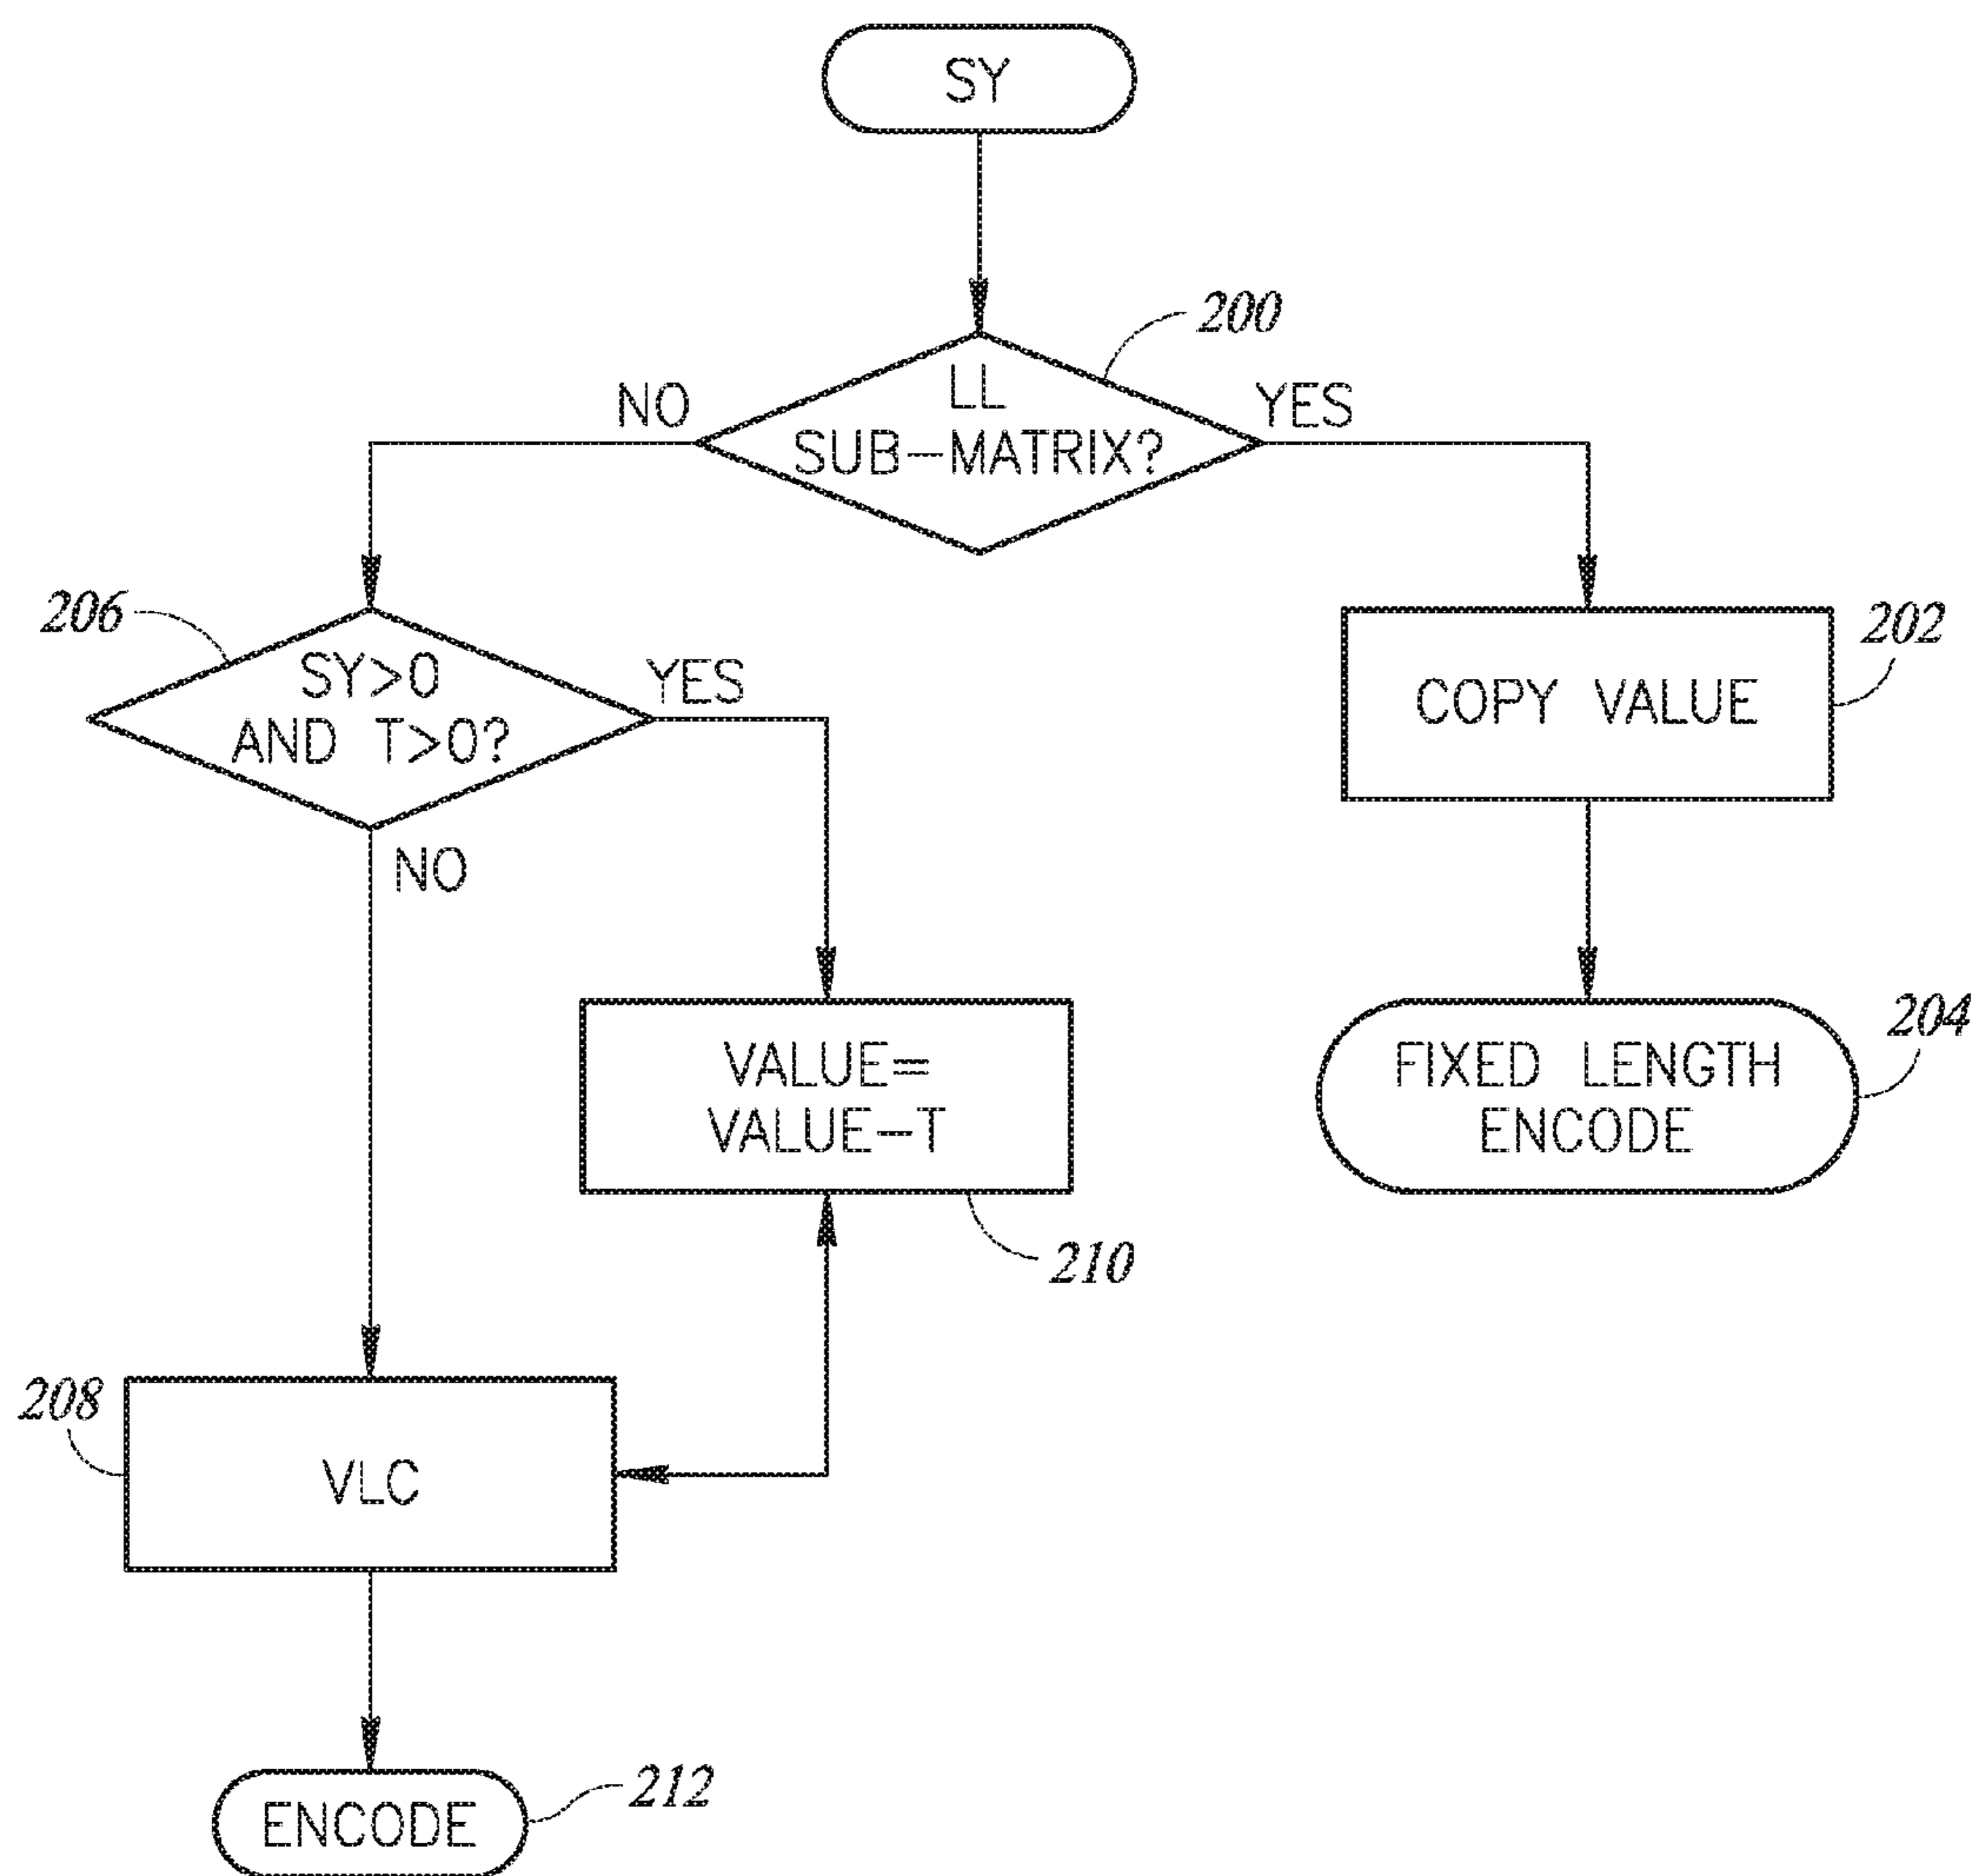 SY
200
LL
SUB-MATRIX?
NO
YES
206
SY>0
AND T>0?
YES
NO
202
COPY VALUE
204
FIXED LENGTH
ENCODE
VALUE=
VALUE-T
210
208
VLC
212
ENCODE